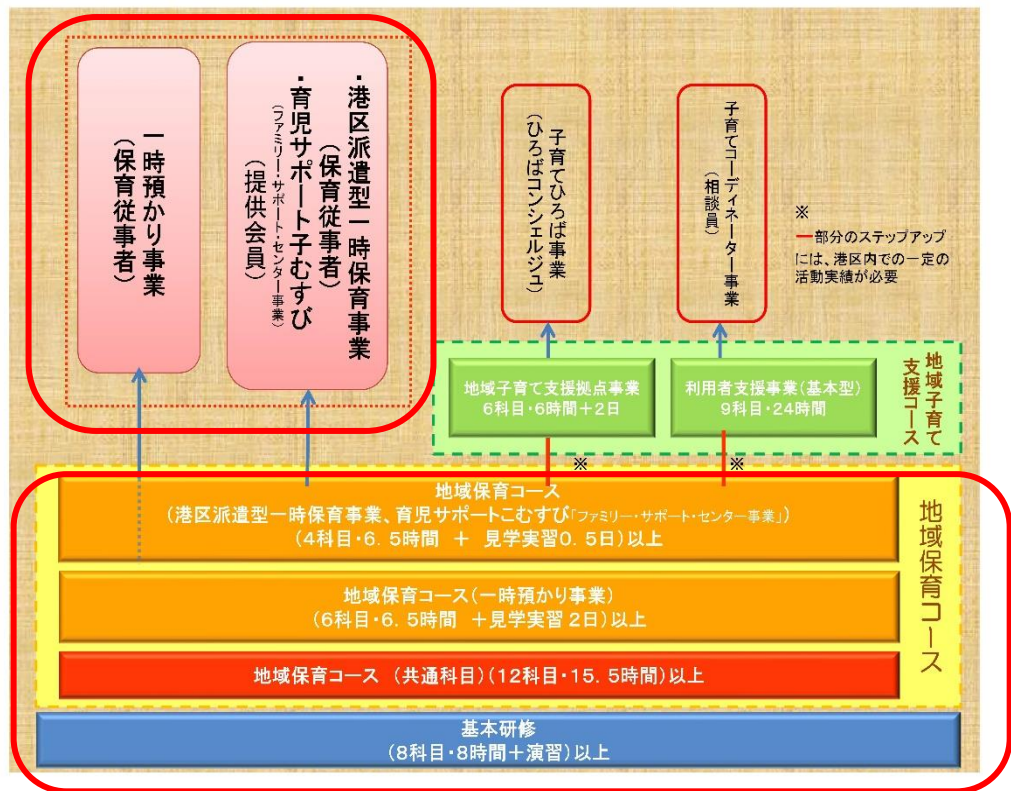 一時預かり事業
(保育従事者)
・港区派遣型一時保育事業
(保育従事者)
・育児サポート子むすび
(ファミリー・サポート・センター事業)
(提供会員)
子育てひろば事業
(ひろばコンシェルジュ)
子育てコーディネーター事業
(相談員)
※
━部分のステップアップ
には、港区内での一定の
活動実績が必要
地域子育て支援拠点事業
6科目・6時間+2日
利用者支援事業(基本型)
9科目・24時間
地域子育て
支援コース
※
※
地域保育コース
(港区派遣型一時保育事業、育児サポートこむすび「ファミリー・サポート・センター事業」)
(4科目・6.5時間 + 見学実習0.5日)以上
地域保育コース(一時預かり事業)
(6科目・6.5時間 +見学実習2日)以上
地域保育コース (共通科目)(12科目・15.5時間)以上
地域保育コース
基本研修
(8科目・8時間+演習)以上